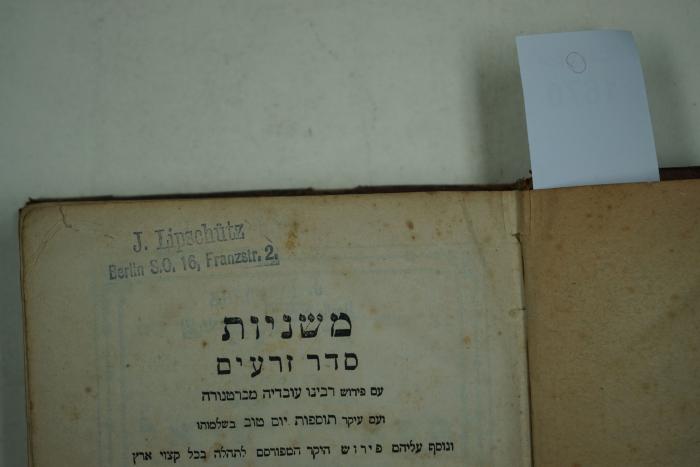 J. Lipschütz
Berlin S.O. 16, Franzstr. 2.
משניות
סדר זרעים
עם פירוש רבינו עובדיה מברטנורה
ועם עיקר תוספות יום טוב בשלמותו
ונוסף עליהם פירוש היקר המפורסם לתהלה בכל קצוי ארץ